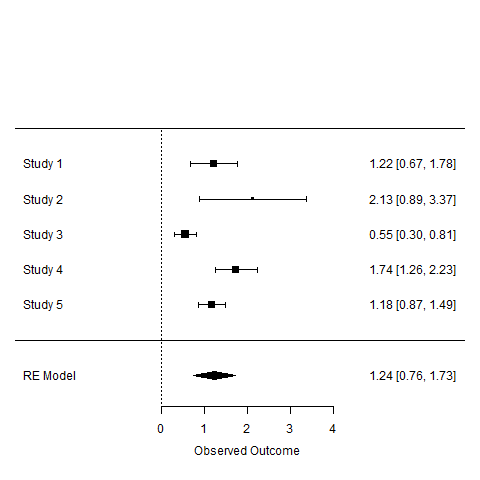 Study 1 1.22 [0.67, 1.78]
Study 2 2.13 [0.89, 3.37]
Study 3 0.55 [0.30, 0.81]
Study 4 1.74 [1.26, 2.23]
Study 5 1.18 [0.87, 1.49]
RE Model 1.24 [0.76, 1.73]
0 1 2 3 4
Observed Outcome